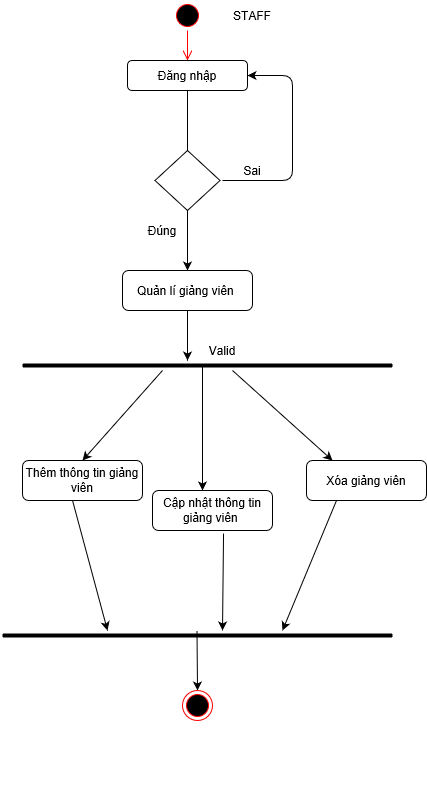 STAFF
Đăng nhập
Sai
Đúng
Quản lí giảng viên
Valid
Thêm thông tin giảng
viên
Cập nhật thông tin
giảng viên
Xóa giảng viên